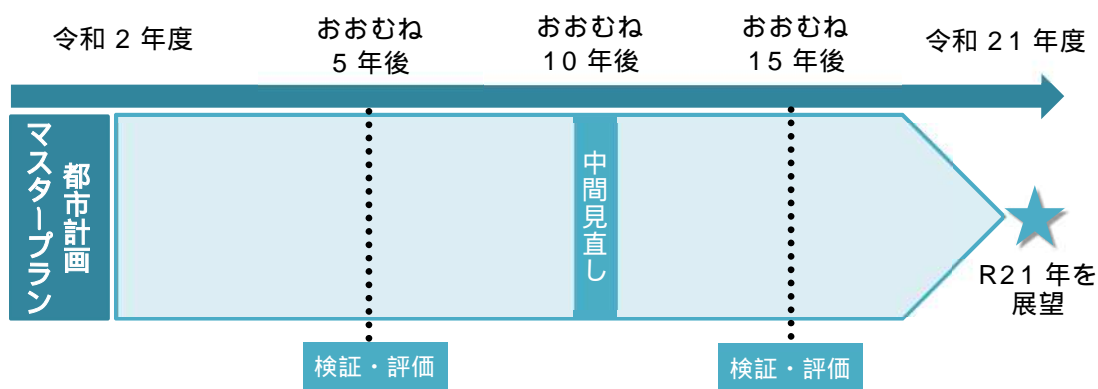 令和 2 年度
おおむね
5 年後
おおむね
10 年後
おおむね
15 年後
令和 21 年度
都市計画
マスタープラン
中間見直し
R21 年を
展望
検証・評価
検証・評価